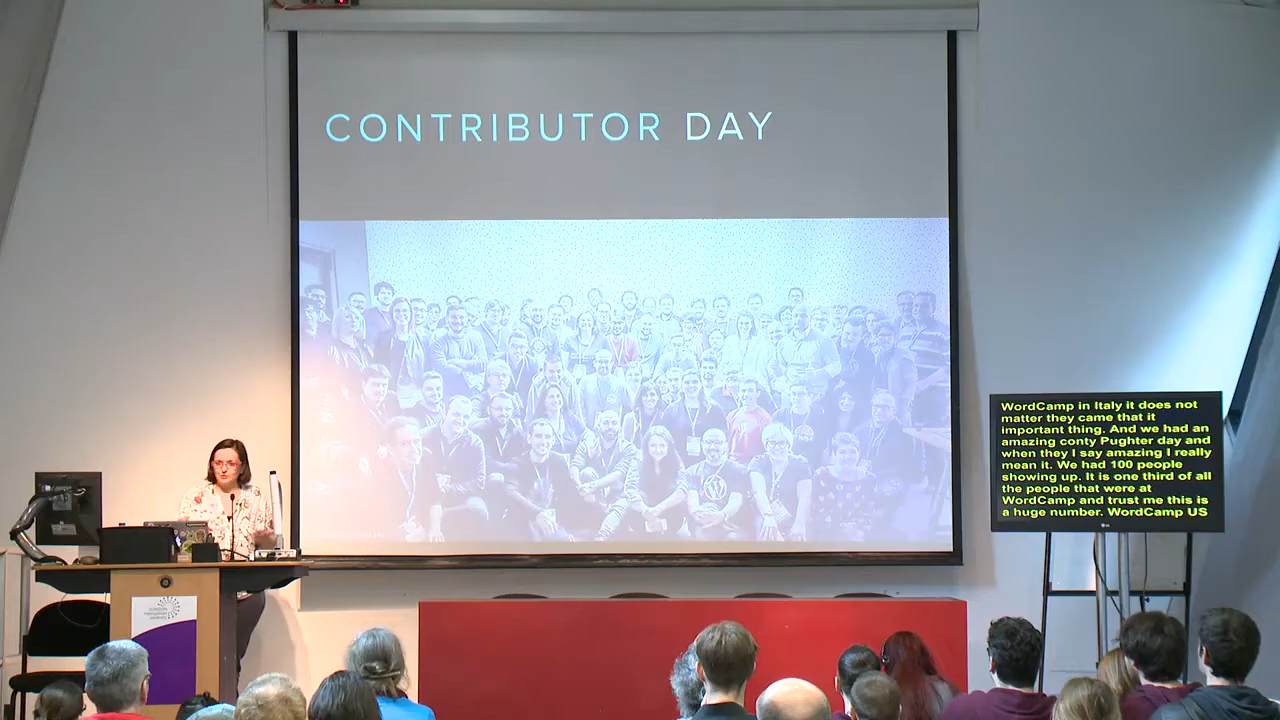 CONTRIBUTOR DAY
WordCamp in Italy it does not
matter they came that it
important thing. And we had an
amazing conty Pughter day and
when they I say amazing I really
mean it. We had 100 people
showing up. It is one third of all
the people that were at
WordCamp and trust me this is
a huge number. WordCamp US
LG